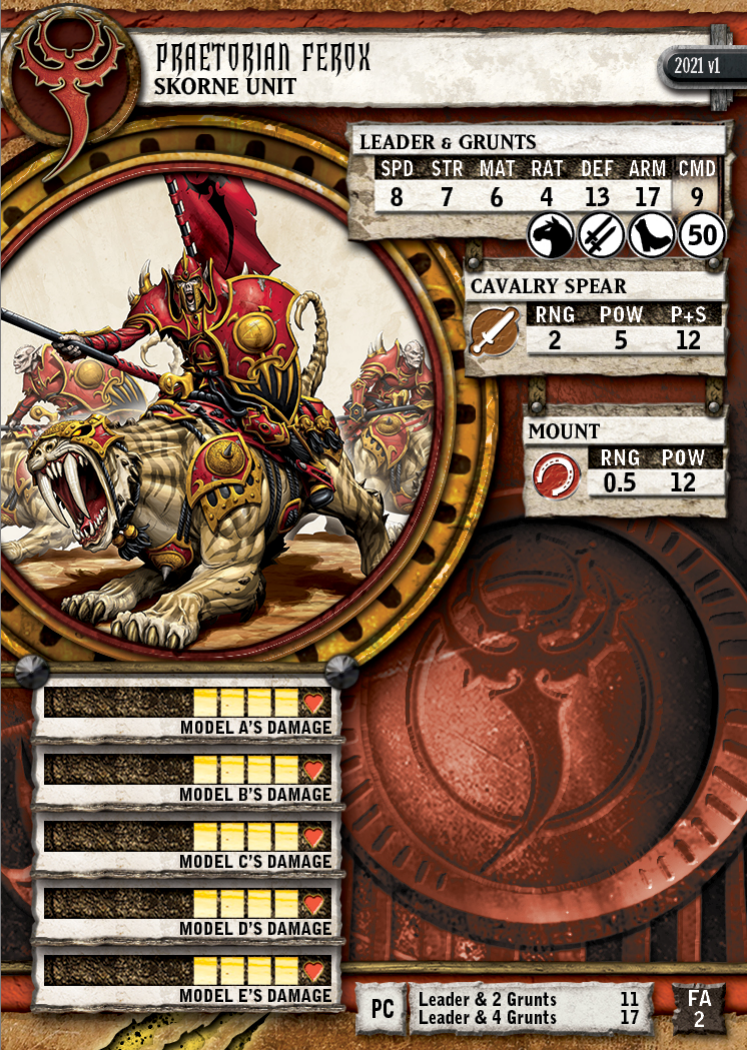 PRAETORIAN FEROX
SKORNE UNIT
2021 v1
LEADER & GRUNTS
SPD STR MAT RAT DEF ARM CMD
8 7 6 4 13 17 9
50
CAVALRY SPEAR
RNG POW P+S
2 5 12
MOUNT
RNG POW
0.5 12
MODEL A'S DAMAGE
MODEL B'S DAMAGE
MODEL C'S DAMAGE
MODEL D'S DAMAGE
MODEL E'S DAMAGE
PC
Leader & 2 Grunts 11
Leader & 4 Grunts 17
FA
2